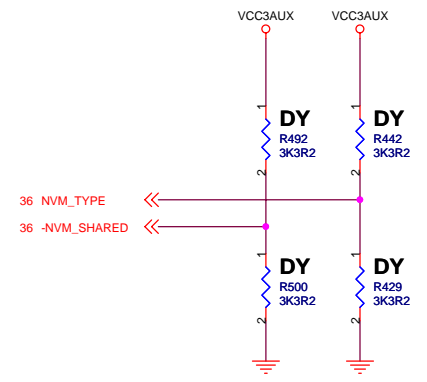 VCC3AUX VCC3AUX
1 DY 1 DY
R492 R442
3K3R2 3K3R2
2 2
36 NVM_TYPE
36 -NVM_SHARED
1 DY 1 DY
R500 R429
3K3R2 3K3R2
2 2